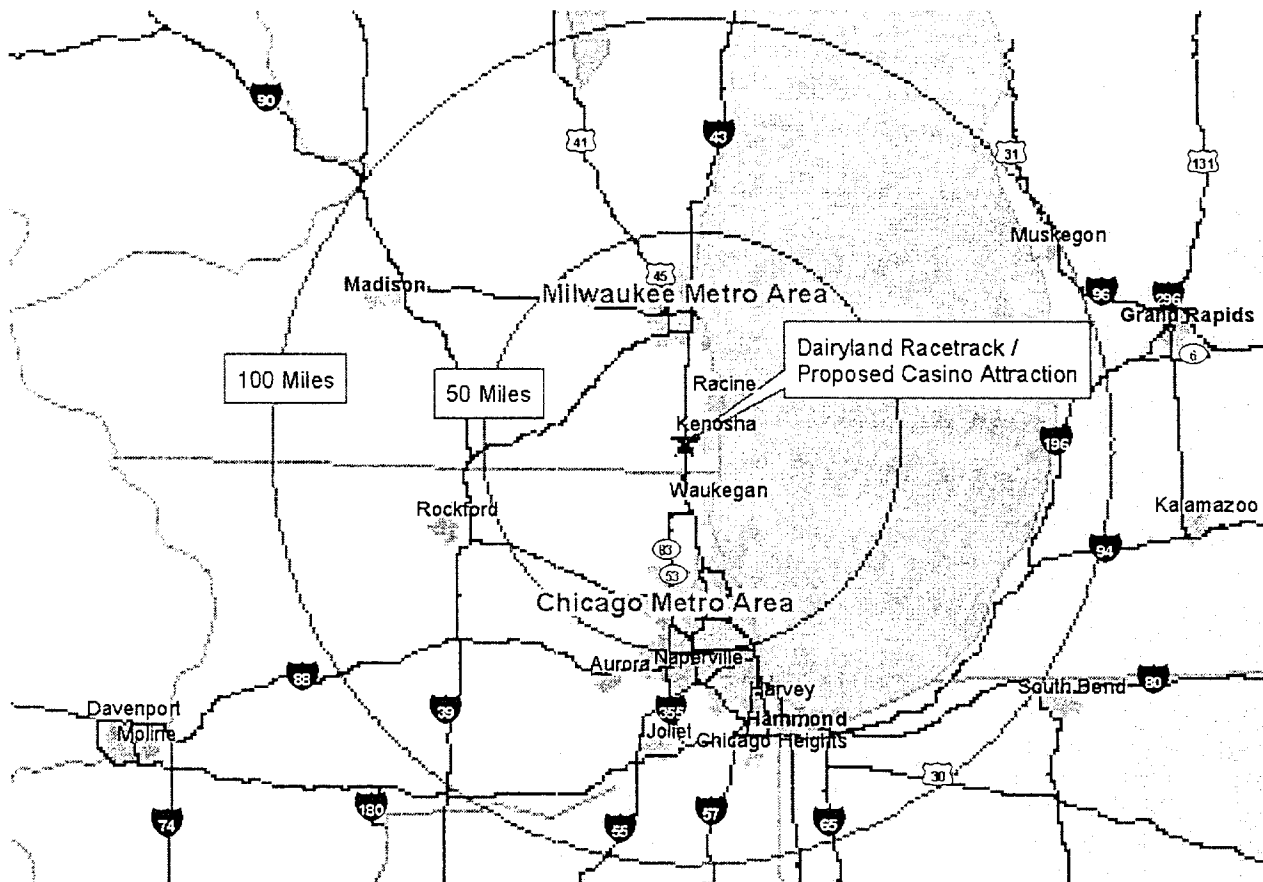 90
41
43
31
131
Muskegon
45
Madison
Milwaukee Metro Area
96
296
Grand Rapids
6
Dairyland Racetrack /
Proposed Casino Attraction
100 Miles
50 Miles
Racine
Kenosha
196
Waukegan
Rockford
Kalamazoo
83
53
94
Chicago Metro Area
Aurora
Naperville
88
80
South Bend
Harvey
Davenport
39
355
Hammond
Moline
Joliet
Chicago Heights
30
180
74
55
57
65